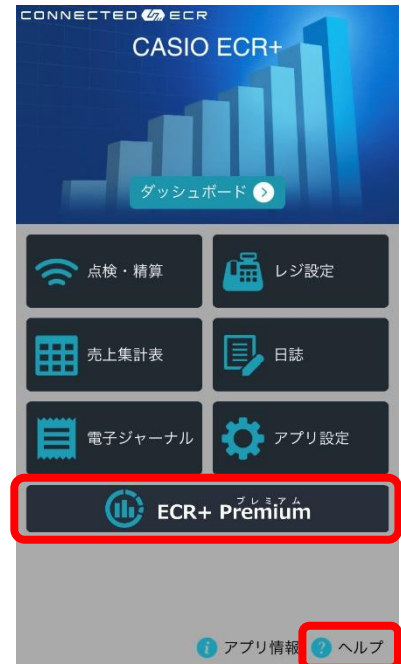 CONNECTED ECR
CASIO ECR+
ダッシュボード
点検・精算
レジ設定
売上集計表
日誌
電子ジャーナル
アプリ設定
プレミアム
ECR+ Premium
アプリ情報
ヘルプ